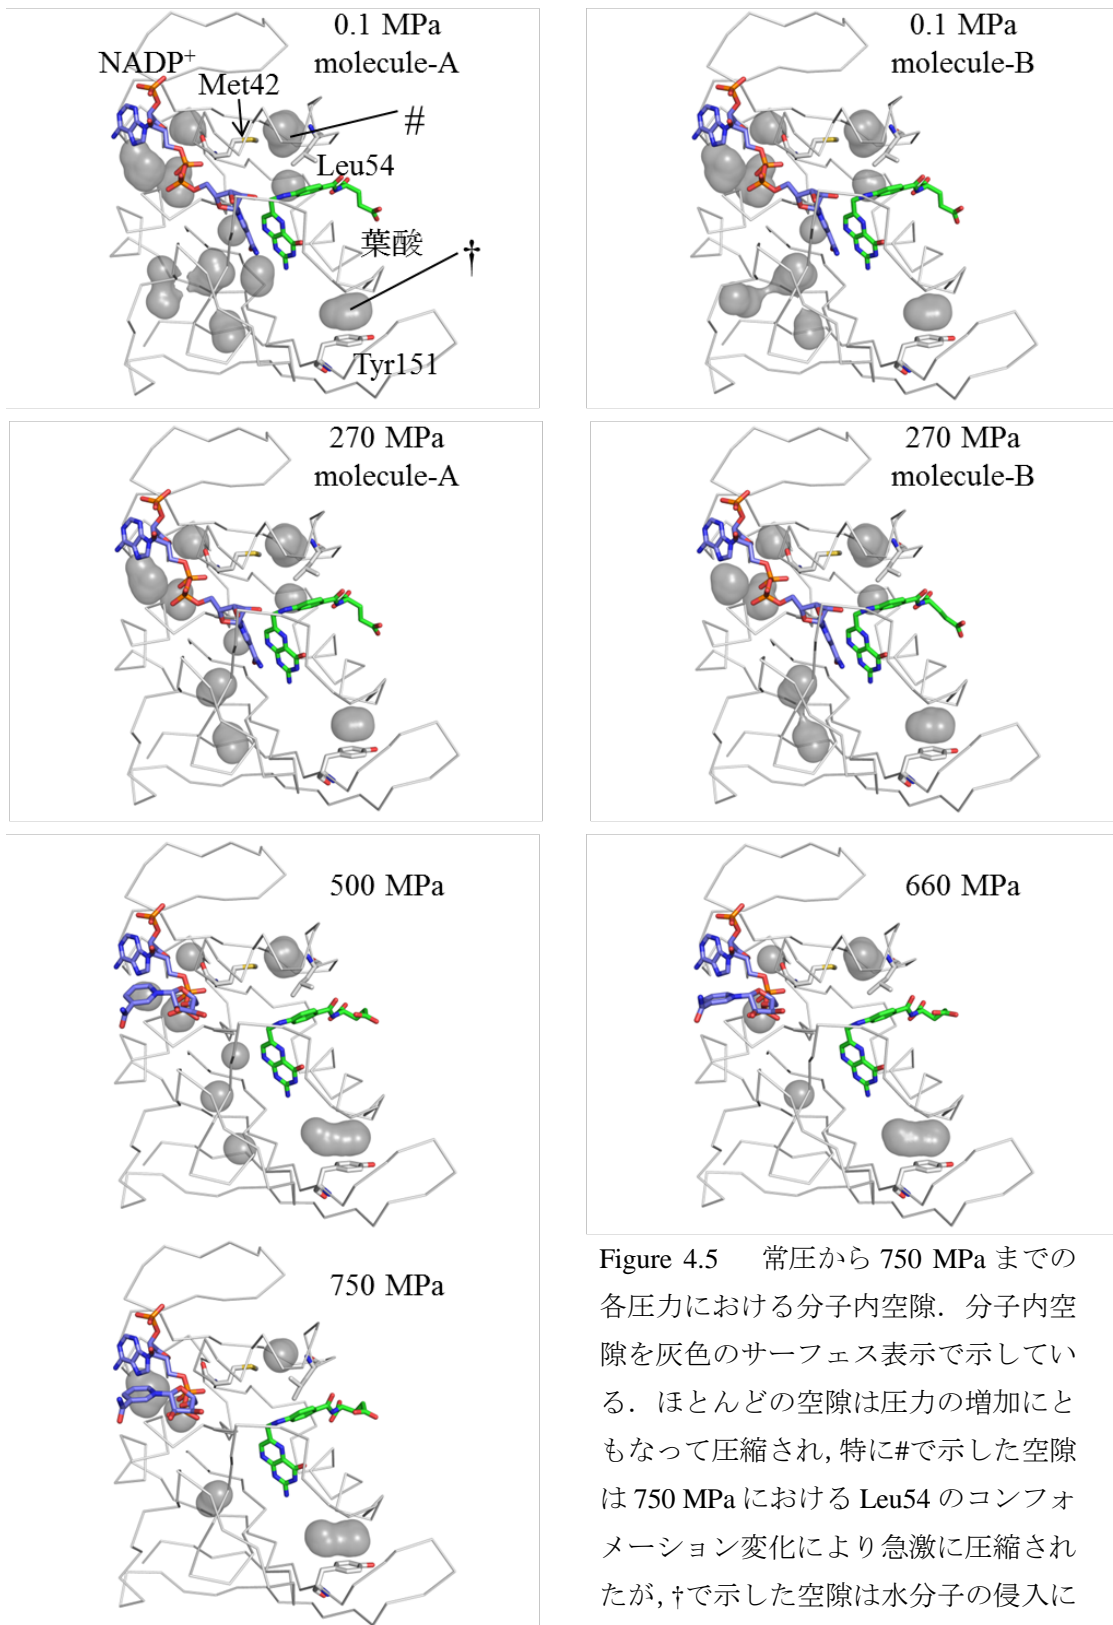 0.1 MPa
molecule-A
NADP+
Met42
#
Leu54
葉酸
†
Tyr151
0.1 MPa
molecule-B
270 MPa
molecule-A
270 MPa
molecule-B
500 MPa
660 MPa
750 MPa
Figure 4.5 常圧から 750 MPa までの
各圧力における分子内空隙．分子内空
隙を灰色のサーフェス表示で示してい
る．ほとんどの空隙は圧力の増加にと
もなって圧縮され, 特に#で示した空隙
は 750 MPa における Leu54 のコンフォ
メーション変化により急激に圧縮され
たが, †で示した空隙は水分子の侵入に